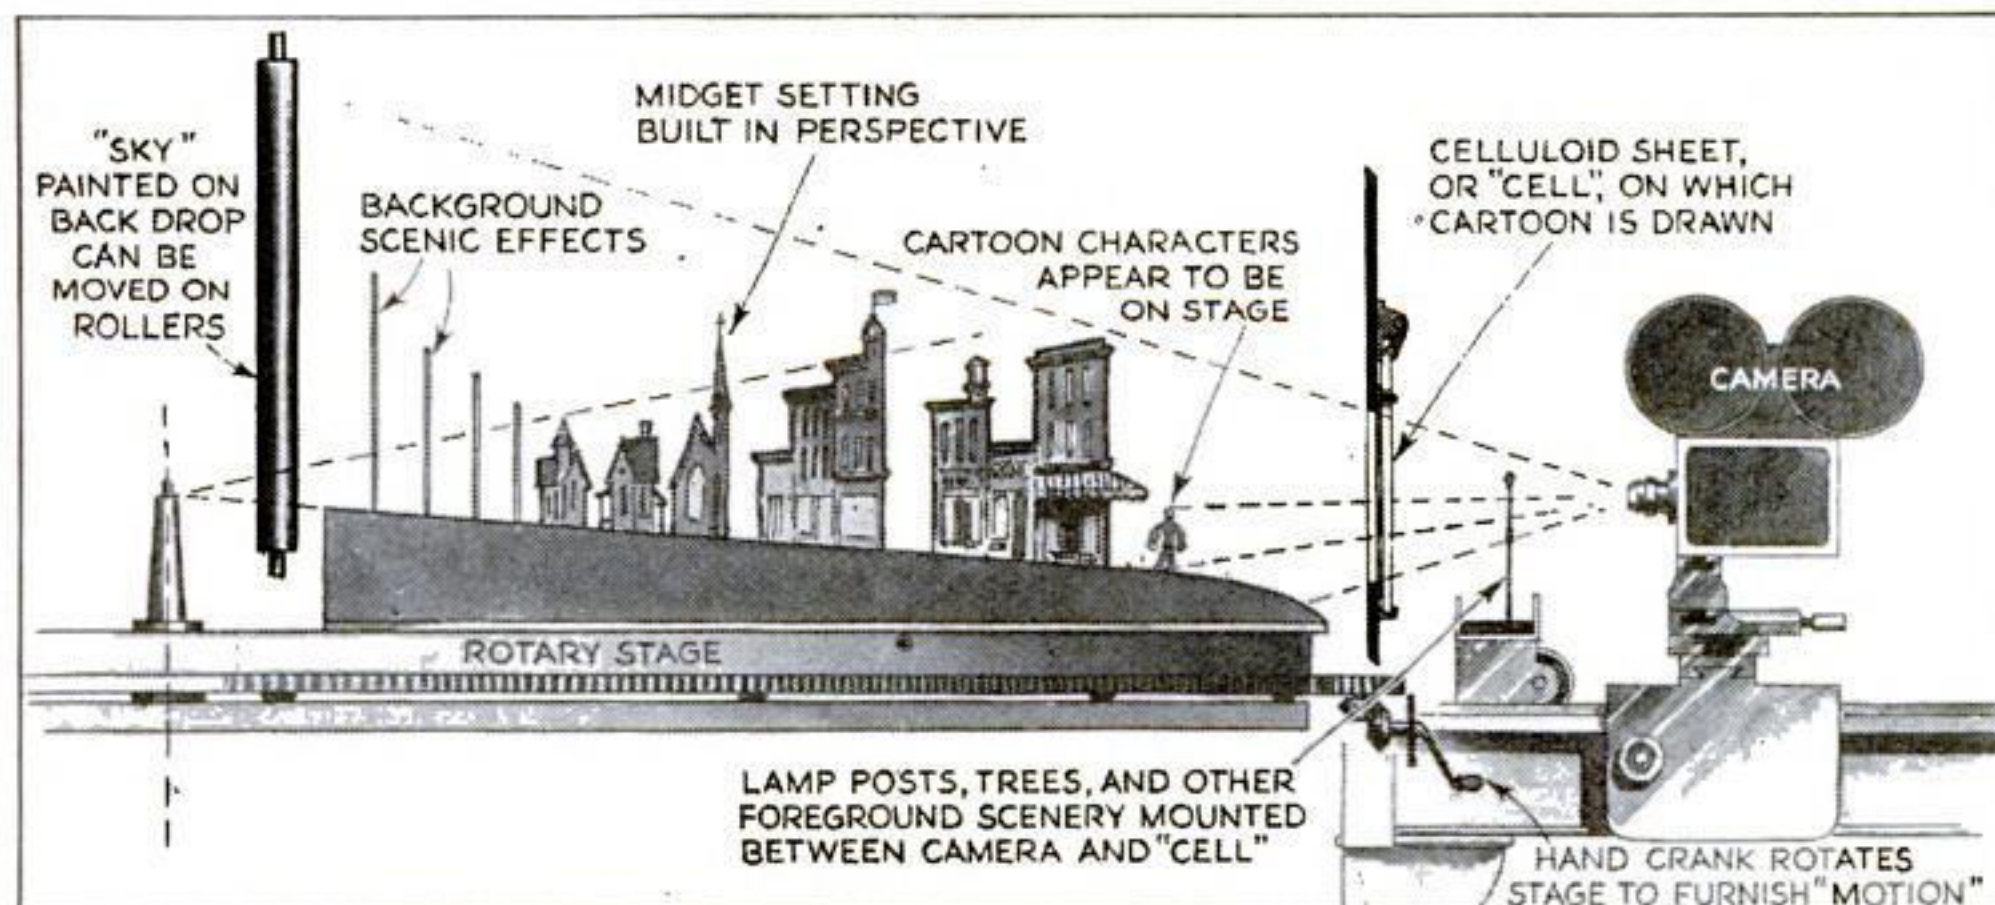 "SKY"
PAINTED ON
BACK DROP
CAN BE
MOVED ON
ROLLERS
BACKGROUND
SCENIC EFFECTS
MIDGET SETTING
BUILT IN PERSPECTIVE
CARTOON CHARACTERS
APPEAR TO BE
ON STAGE
CELLULOID SHEET,
OR "CELL", ON WHICH
CARTOON IS DRAWN
CAMERA
ROTARY STAGE
LAMP POSTS, TREES, AND OTHER
FOREGROUND SCENERY MOUNTED
BETWEEN CAMERA AND "CELL"
HAND CRANK ROTATES
STAGE TO FURNISH "MOTION"